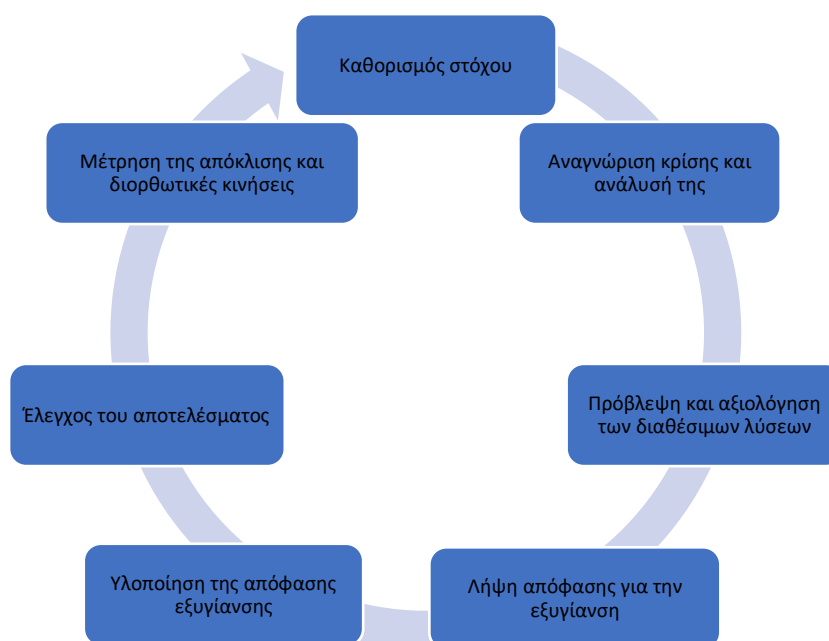 Καθορισμός στόχου
Αναγνώριση κρίσης και
ανάλυσή της
Πρόβλεψη και αξιολόγηση
των διαθέσιμων λύσεων
Λήψη απόφασης για την
εξυγίανση
Υλοποίηση της απόφασης
εξυγίανσης
Έλεγχος του αποτελέσματος
Μέτρηση της απόκλισης και
διορθωτικές κινήσεις